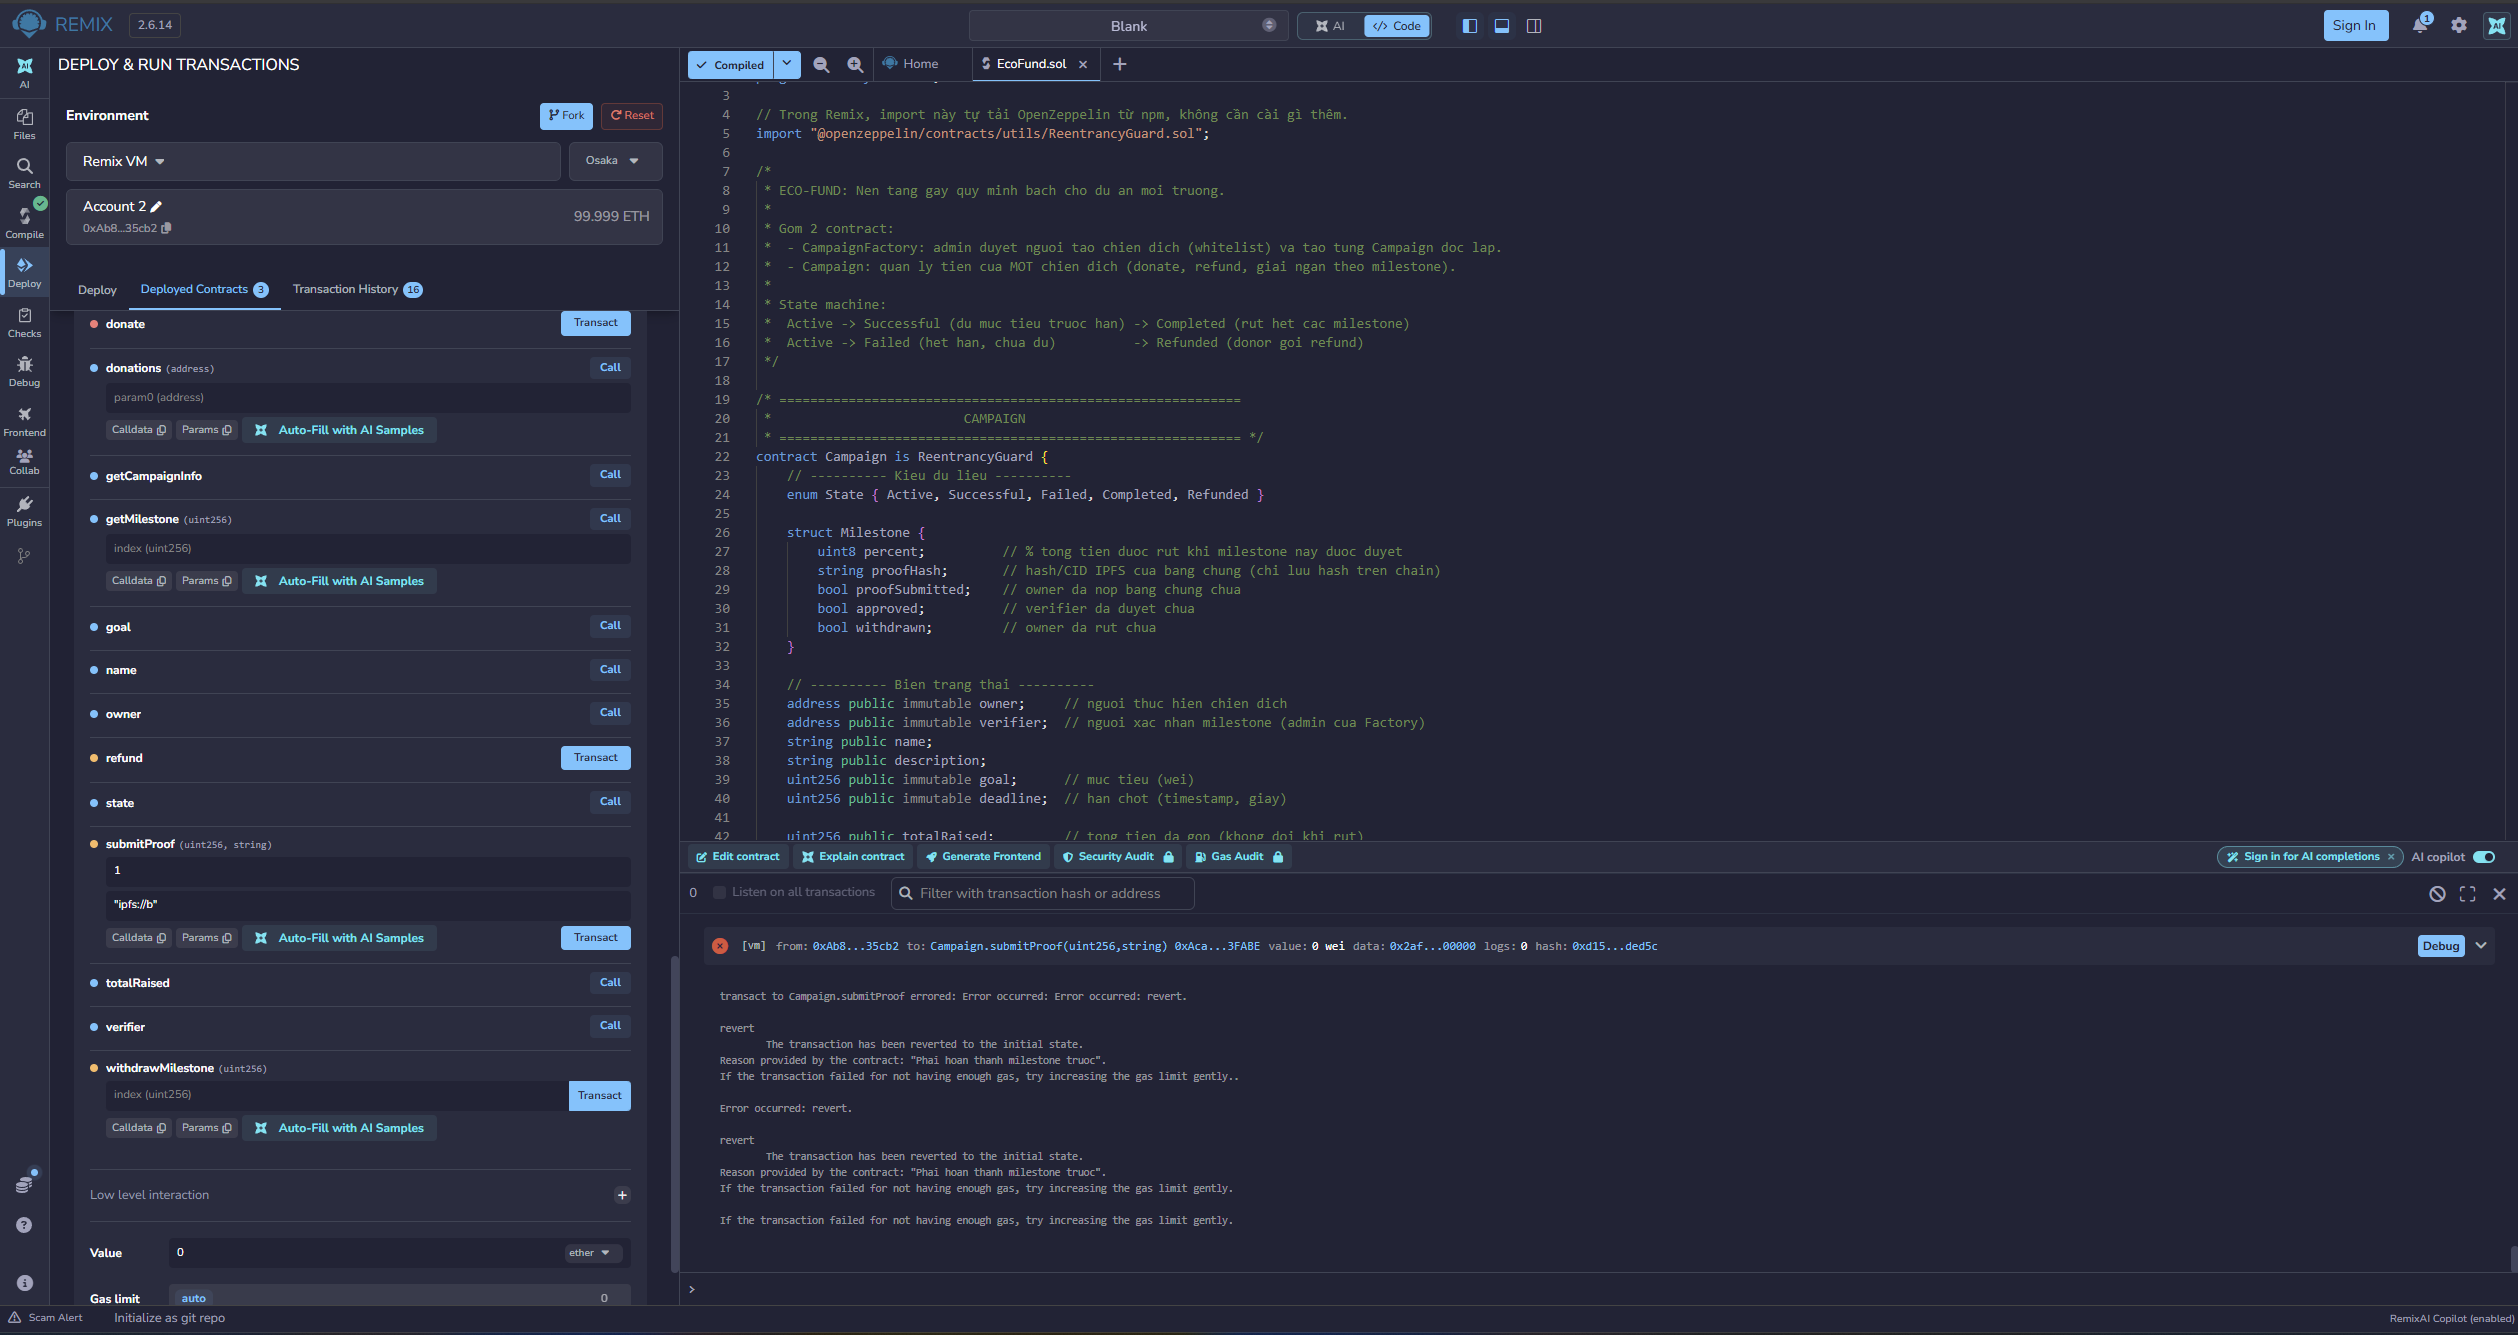 REMIX 2.6.14
Blank
AI Code
Sign In
1
AI
DEPLOY & RUN TRANSACTIONS
AI
Files
Search
Compile
Deploy
Checks
Debug
Frontend
Collab
Plugins
Environment
Fork Reset
Remix VM Osaka
Account 2
0xAb8...35cb2
99.999 ETH
Deploy Deployed Contracts 3 Transaction History 16
donate Transact
donations (address) Call
param0 (address)
Calldata Params Auto-Fill with AI Samples
getCampaignInfo Call
getMilestone (uint256) Call
index (uint256)
Calldata Params Auto-Fill with AI Samples
goal Call
name Call
owner Call
refund Transact
state Call
submitProof (uint256, string)
1
"ipfs://b"
Calldata Params Auto-Fill with AI Samples Transact
totalRaised Call
verifier Call
withdrawMilestone (uint256)
index (uint256) Transact
Calldata Params Auto-Fill with AI Samples
Low level interaction
Value 0 ether
Gas limit auto 0
Compiled Home EcoFund.sol
3
4 // Trong Remix, import này tự tải OpenZeppelin từ npm, không cần cài gì thêm.
5 import "@openzeppelin/contracts/utils/ReentrancyGuard.sol";
6
7 /*
8 * ECO-FUND: Nen tang gay quy minh bach cho du an moi truong.
9 *
10 * Gom 2 contract:
11 * - CampaignFactory: admin duyet nguoi tao chien dich (whitelist) va tao tung Campaign doc lap.
12 * - Campaign: quan ly tien cua MOT chien dich (donate, refund, giai ngan theo milestone).
13 *
14 * State machine:
15 * Active -> Successful (du muc tieu truoc han) -> Completed (rut het cac milestone)
16 * Active -> Failed (het han, chua du) -> Refunded (donor goi refund)
17 */
18
19 /* ============================================================
20 * CAMPAIGN
21 * ============================================================ */
22 contract Campaign is ReentrancyGuard {
23 // ---------- Kieu du lieu ----------
24 enum State { Active, Successful, Failed, Completed, Refunded }
25
26 struct Milestone {
27 uint8 percent; // % tong tien duoc rut khi milestone nay duoc duyet
28 string proofHash; // hash/CID IPFS cua bang chung (chi luu hash tren chain)
29 bool proofSubmitted; // owner da nop bang chung chua
30 bool approved; // verifier da duyet chua
31 bool withdrawn; // owner da rut chua
32 }
33
34 // ---------- Bien trang thai ----------
35 address public immutable owner; // nguoi thuc hien chien dich
36 address public immutable verifier; // nguoi xac nhan milestone (admin cua Factory)
37 string public name;
38 string public description;
39 uint256 public immutable goal; // muc tieu (wei)
40 uint256 public immutable deadline; // han chot (timestamp, giay)
41
42 uint256 public totalRaised; // tong tien da gop (khong doi khi rut)
Edit contract Explain contract Generate Frontend Security Audit Gas Audit
Sign in for AI completions × AI copilot
0 Listen on all transactions Filter with transaction hash or address
[vm] from: 0xAb8...35cb2 to: Campaign.submitProof(uint256,string) 0xAca...3FABE value: 0 wei data: 0x2af...00000 logs: 0 hash: 0xd15...ded5c Debug
transact to Campaign.submitProof errored: Error occurred: Error occurred: revert.
revert
The transaction has been reverted to the initial state.
Reason provided by the contract: "Phai hoan thanh milestone truoc".
If the transaction failed for not having enough gas, try increasing the gas limit gently..
Error occurred: revert.
revert
The transaction has been reverted to the initial state.
Reason provided by the contract: "Phai hoan thanh milestone truoc".
If the transaction failed for not having enough gas, try increasing the gas limit gently.
If the transaction failed for not having enough gas, try increasing the gas limit gently.
>
Scam Alert Initialize as git repo
RemixAI Copilot (enabled)